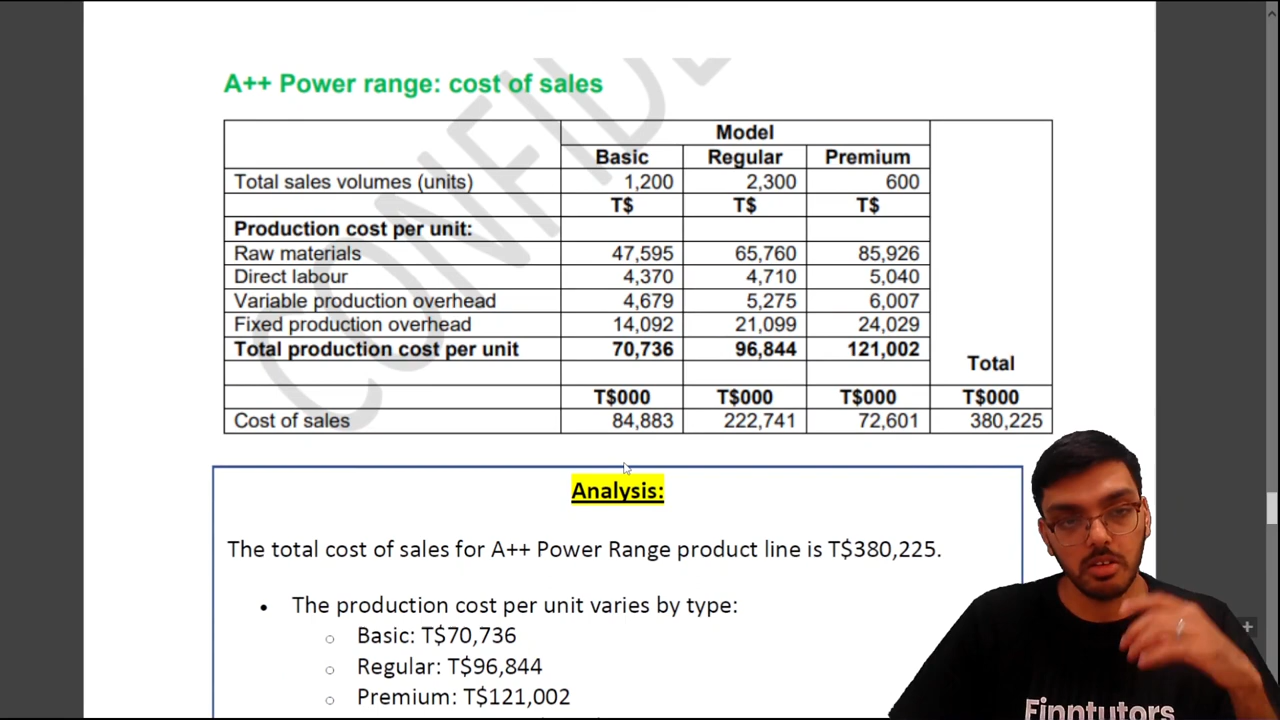 A++ Power range: cost of sales
Model
Basic Regular Premium
Total sales volumes (units) 1,200 2,300 600
T$ T$ T$
Production cost per unit:
Raw materials 47,595 65,760 85,926
Direct labour 4,370 4,710 5,040
Variable production overhead 4,679 5,275 6,007
Fixed production overhead 14,092 21,099 24,029
Total production cost per unit 70,736 96,844 121,002
Total
T$000 T$000 T$000 T$000
Cost of sales 84,883 222,741 72,601 380,225
Analysis:
The total cost of sales for A++ Power Range product line is T$380,225.
• The production cost per unit varies by type:
○ Basic: T$70,736
○ Regular: T$96,844
○ Premium: T$121,002
Finntutors